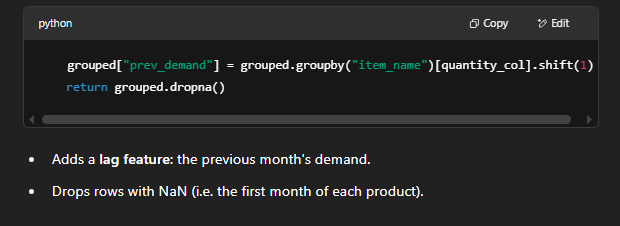 python
Copy
Edit
grouped["prev_demand"] = grouped.groupby("item_name")[quantity_col].shift(1)
return grouped.dropna()
• Adds a lag feature: the previous month's demand.
• Drops rows with NaN (i.e. the first month of each product).